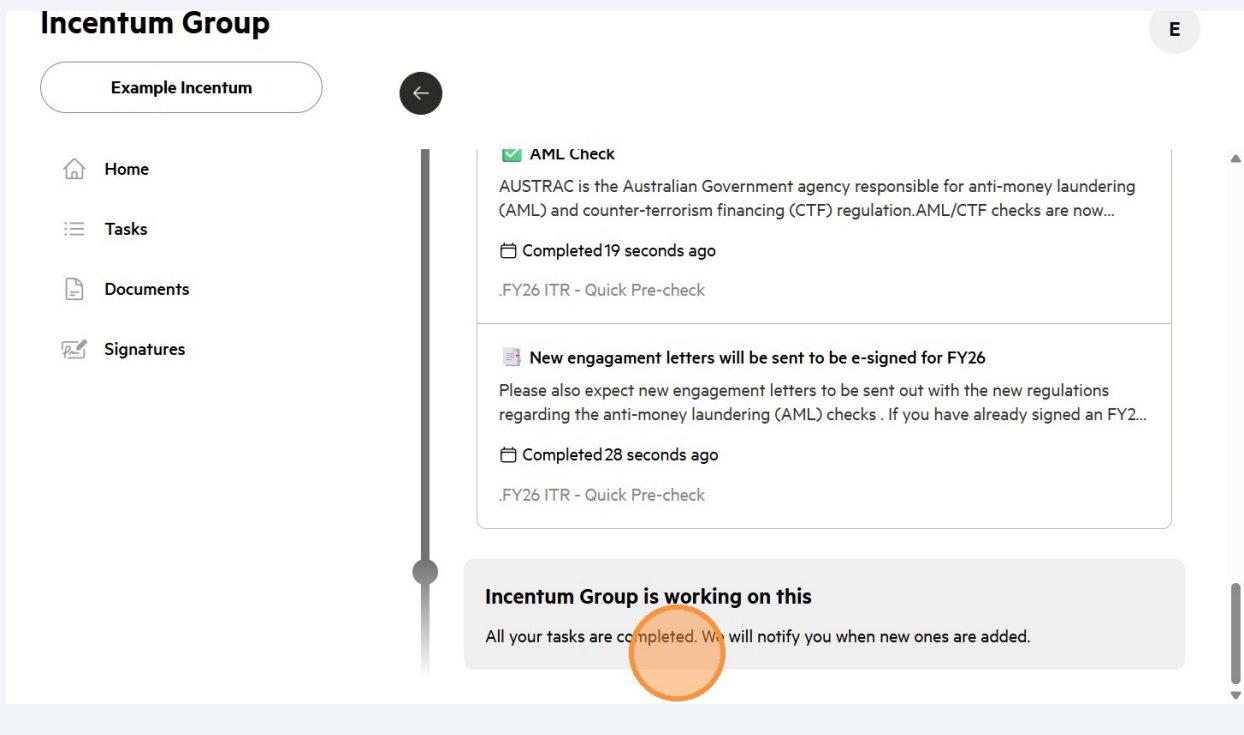 Incentum Group
E
Example Incentum
Home
Tasks
Documents
Signatures
AML Check
AUSTRAC is the Australian Government agency responsible for anti-money laundering
(AML) and counter-terrorism financing (CTF) regulation.AML/CTF checks are now...
Completed 19 seconds ago
.FY26 ITR - Quick Pre-check
New engagament letters will be sent to be e-signed for FY26
Please also expect new engagement letters to be sent out with the new regulations
regarding the anti-money laundering (AML) checks . If you have already signed an FY2...
Completed 28 seconds ago
.FY26 ITR - Quick Pre-check
Incentum Group is working on this
All your tasks are completed. We will notify you when new ones are added.